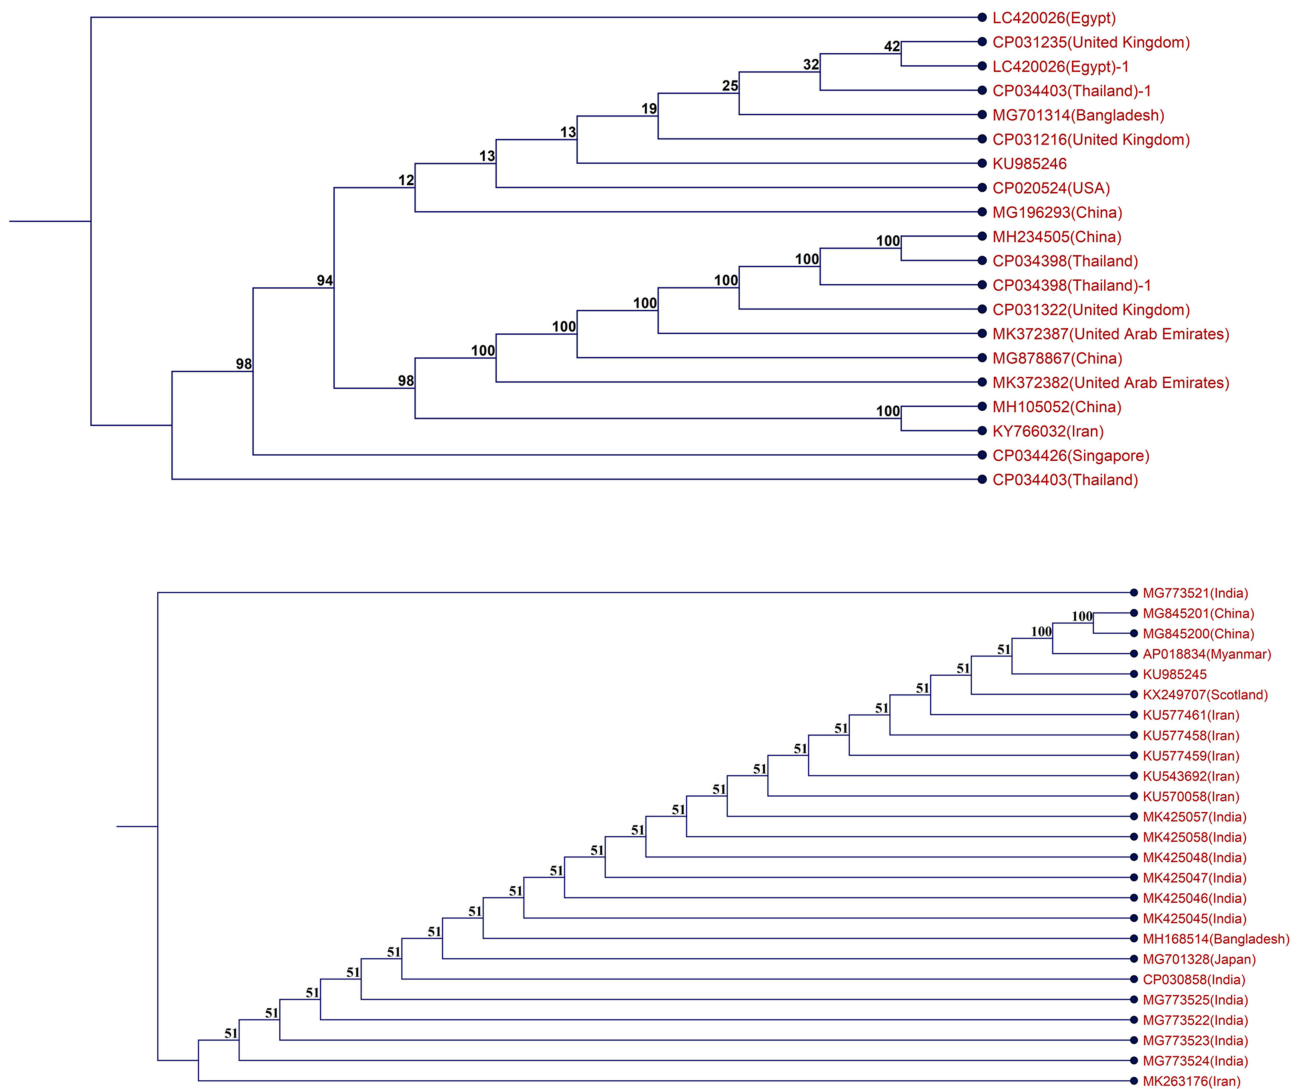 LC420026(Egypt)
CP031235(United Kingdom)
42
LC420026(Egypt)-1
32
CP034403(Thailand)-1
25
MG701314(Bangladesh)
19
CP031216(United Kingdom)
13
KU985246
13
CP020524(USA)
12
MG196293(China)
MH234505(China)
100
CP034398(Thailand)
100
CP034398(Thailand)-1
94
100
CP031322(United Kingdom)
100
MK372387(United Arab Emirates)
100
MG878867(China)
100
98
MK372382(United Arab Emirates)
98
MH105052(China)
100
KY766032(Iran)
CP034426(Singapore)
CP034403(Thailand)
MG773521(India)
MG845201(China)
100
MG845200(China)
100
AP018834(Myanmar)
51
KU985245
51
KX249707(Scotland)
51
KU577461(Iran)
51
KU577458(Iran)
51
KU577459(Iran)
51
KU543692(Iran)
51
KU570058(Iran)
51
MK425057(India)
51
MK425058(India)
51
MK425048(India)
51
MK425047(India)
51
MK425046(India)
51
MK425045(India)
51
MH168514(Bangladesh)
51
MG701328(Japan)
51
CP030858(India)
51
MG773525(India)
51
MG773522(India)
51
MG773523(India)
51
MG773524(India)
MK263176(Iran)